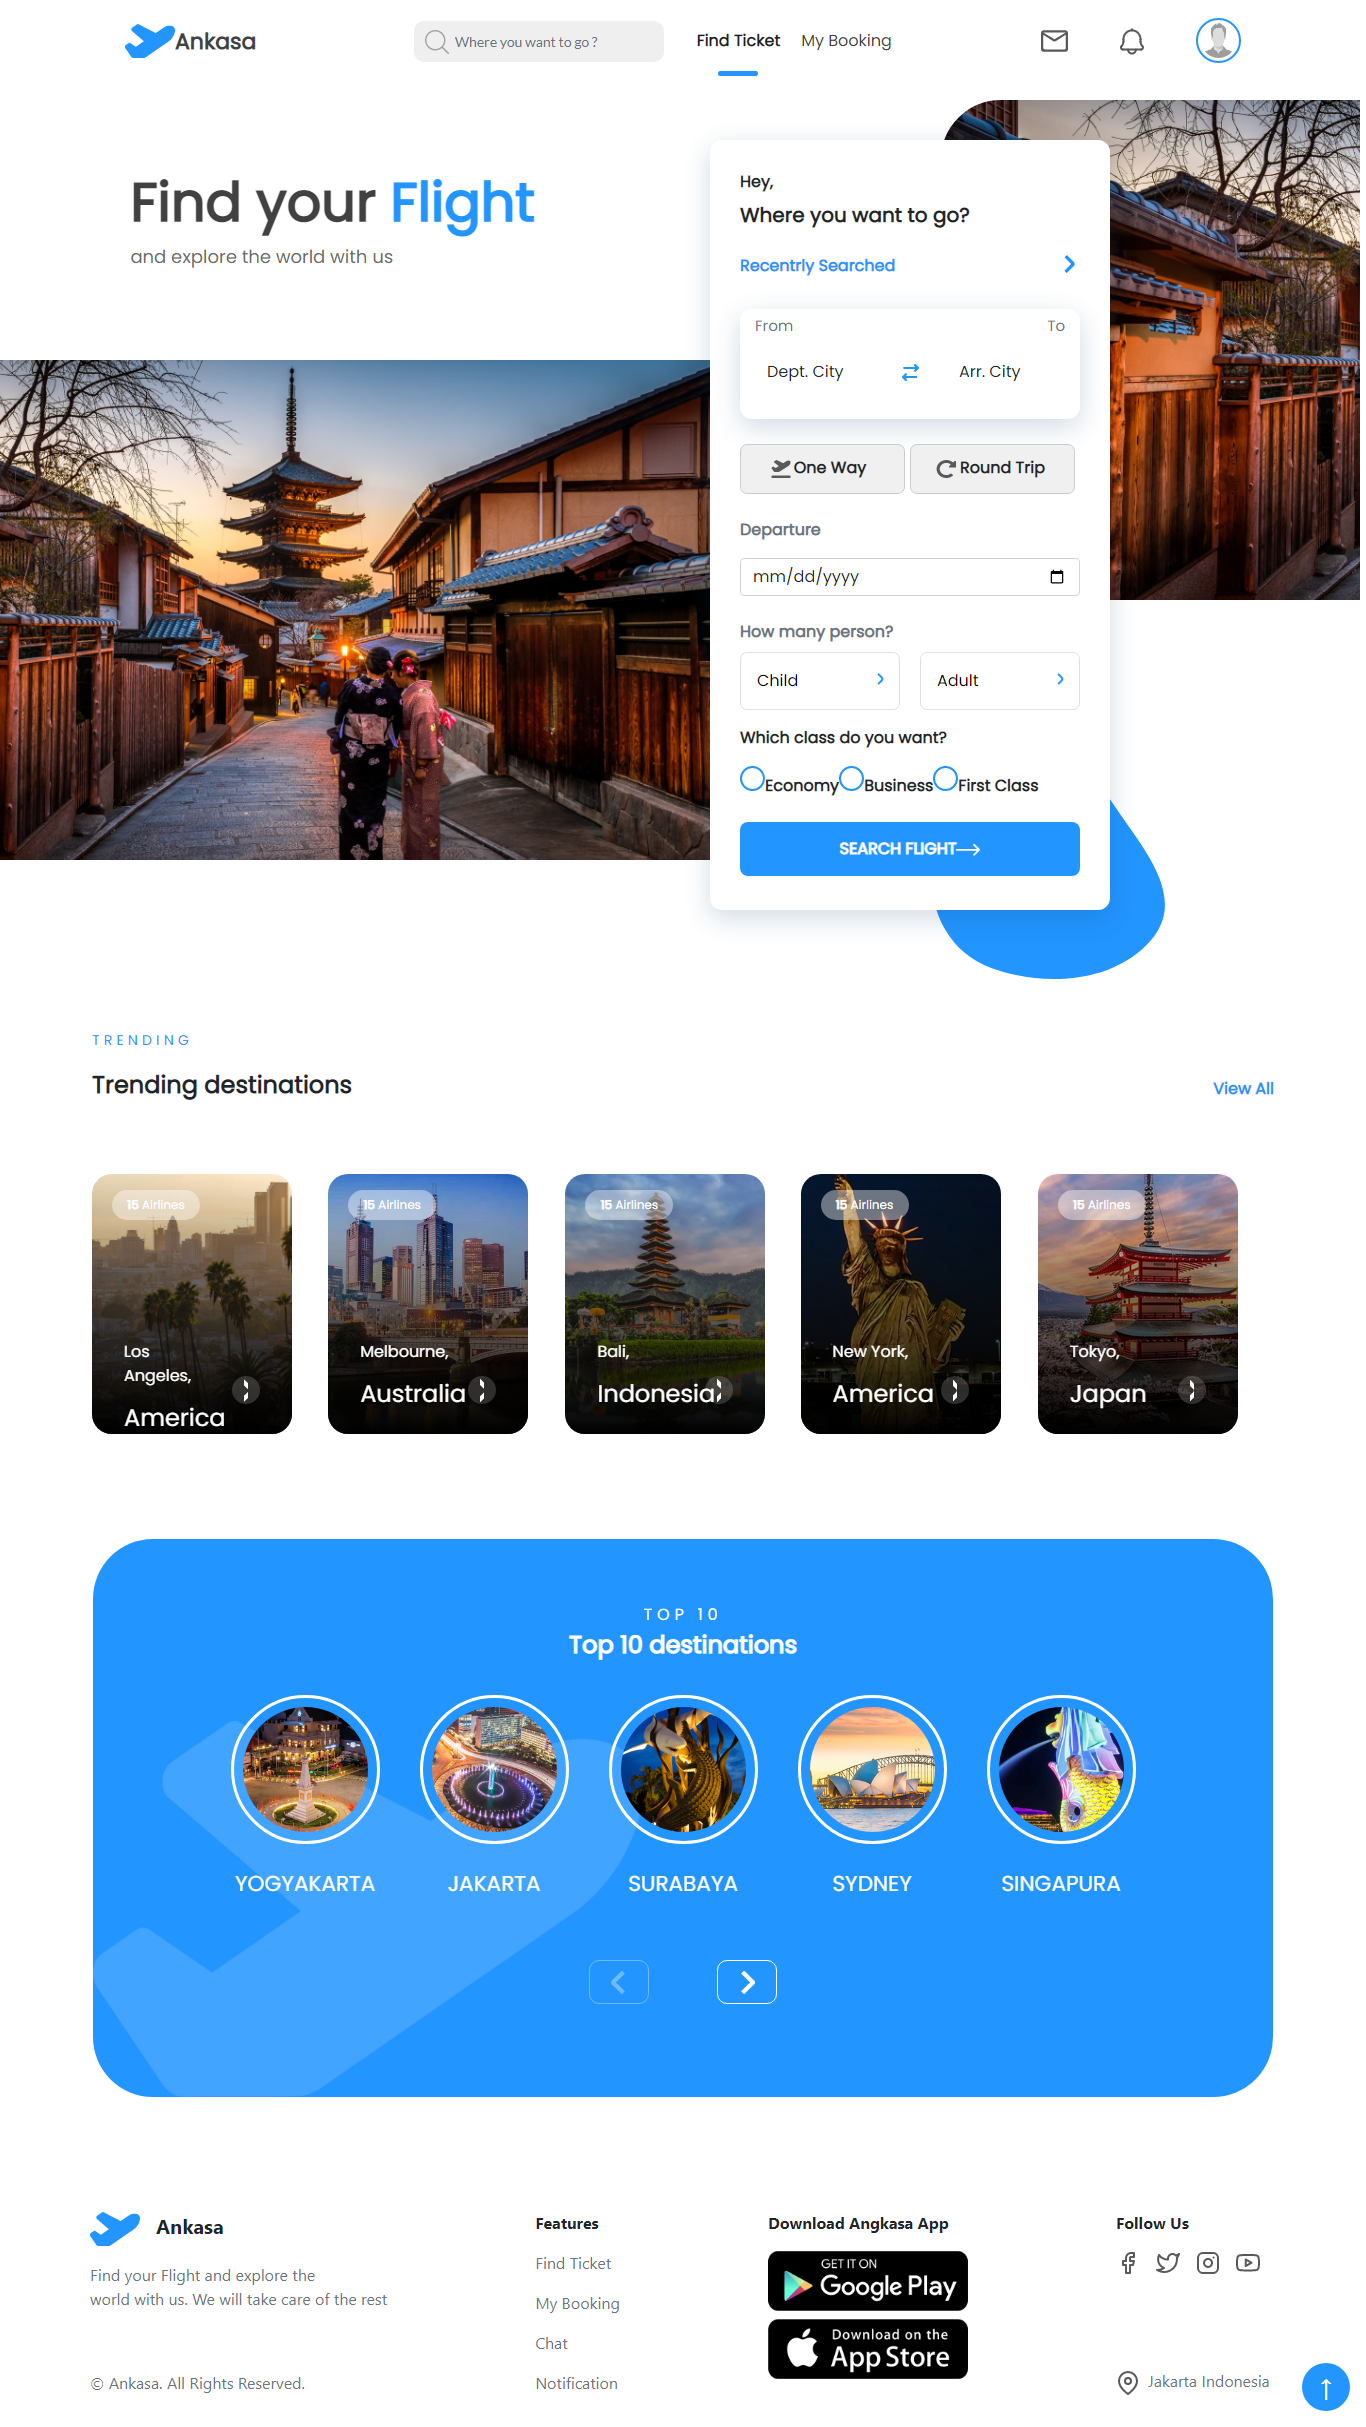 Ankasa
Where you want to go ?
Find Ticket
My Booking
Find your Flight
and explore the world with us
Hey,
Where you want to go?
Recentrly Searched
From
To
Dept. City
Arr. City
One Way
Round Trip
Departure
mm/dd/yyyy
How many person?
Child
Adult
Which class do you want?
Economy
Business
First Class
SEARCH FLIGHT
TRENDING
Trending destinations
View All
15 Airlines
Los
Angeles,
America
15 Airlines
Melbourne,
Australia
15 Airlines
Bali,
Indonesia
15 Airlines
New York,
America
15 Airlines
Tokyo,
Japan
TOP 10
Top 10 destinations
YOGYAKARTA
JAKARTA
SURABAYA
SYDNEY
SINGAPURA
Ankasa
Find your Flight and explore the
world with us. We will take care of the rest
© Ankasa. All Rights Reserved.
Features
Find Ticket
My Booking
Chat
Notification
Download Angkasa App
GET IT ON
Google Play
Download on the
App Store
Follow Us
Jakarta Indonesia